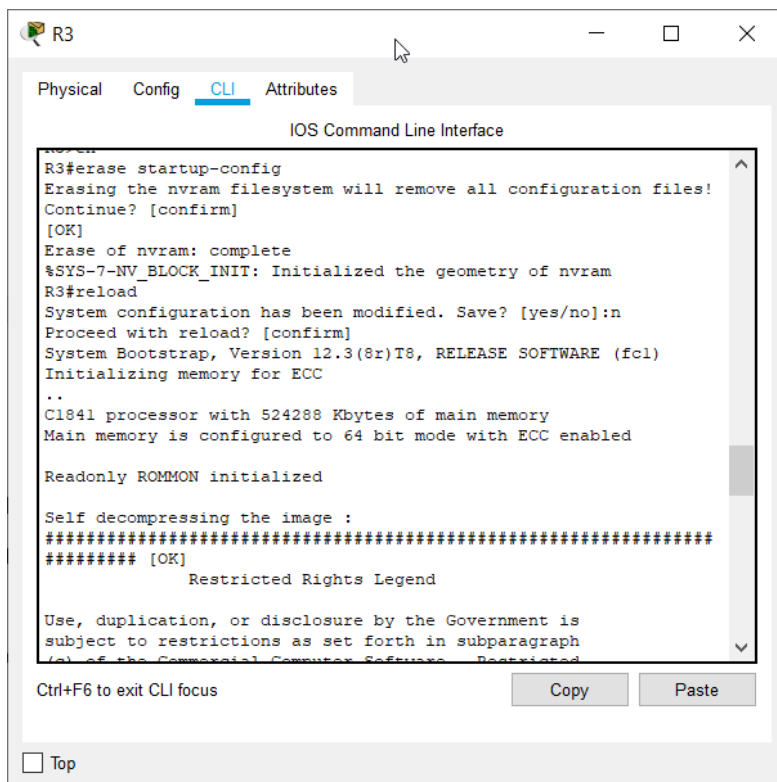 R3
Physical Config CLI Attributes
IOS Command Line Interface
R3#erase startup-config
Erasing the nvram filesystem will remove all configuration files!
Continue? [confirm]
[OK]
Erase of nvram: complete
%SYS-7-NV_BLOCK_INIT: Initialized the geometry of nvram
R3#reload
System configuration has been modified. Save? [yes/no]:n
Proceed with reload? [confirm]
System Bootstrap, Version 12.3(8r)T8, RELEASE SOFTWARE (fc1)
Initializing memory for ECC
..
C1841 processor with 524288 Kbytes of main memory
Main memory is configured to 64 bit mode with ECC enabled
Readonly ROMMON initialized
Self decompressing the image :
#################################################################
######### [OK]
Restricted Rights Legend
Use, duplication, or disclosure by the Government is
subject to restrictions as set forth in subparagraph
(c) of the Commercial Computer Software - Restricted
Ctrl+F6 to exit CLI focus
Copy Paste
Top